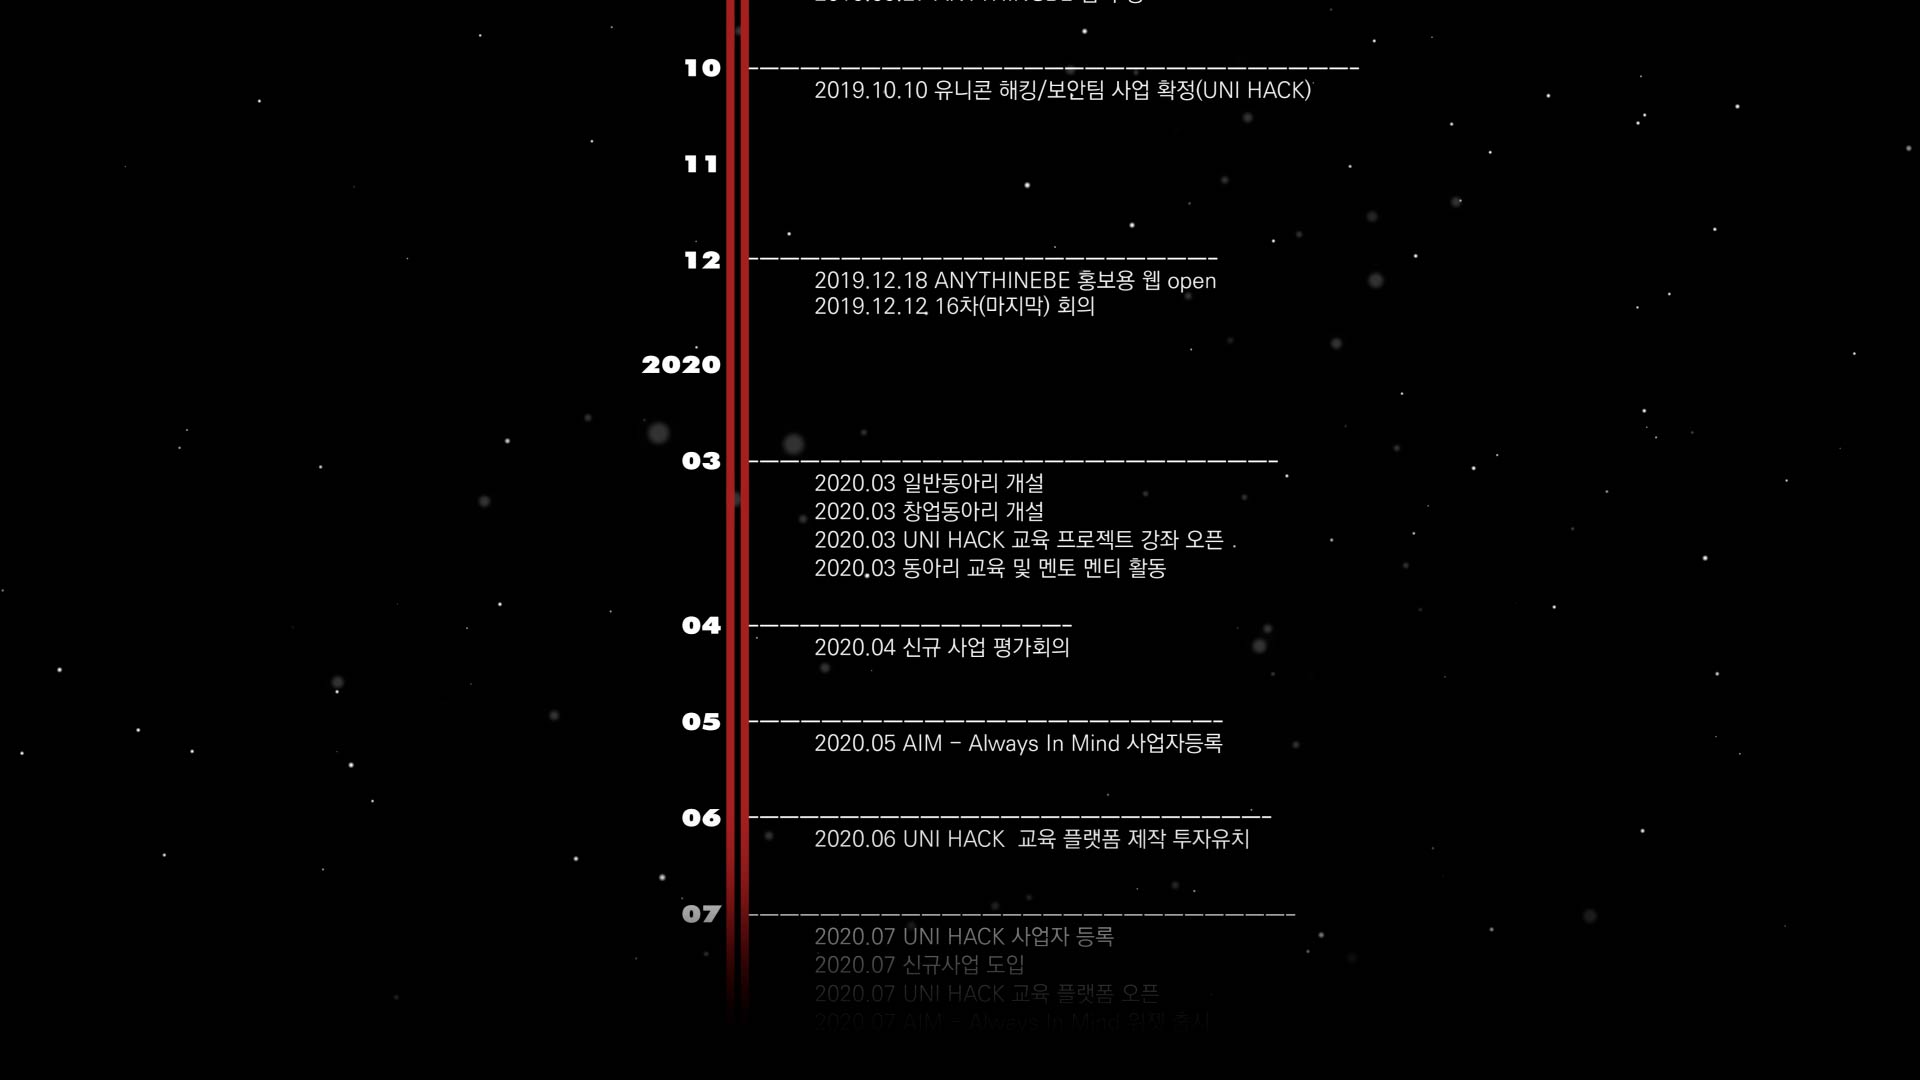 10
2019.10.10 유니콘 해킹/보안팀 사업 확정(UNI HACK)
11
12
2019.12.18 ANYTHINEBE 홍보용 웹 open
2019.12.12 16차(마지막) 회의
2020
03
2020.03 일반동아리 개설
2020.03 창업동아리 개설
2020.03 UNI HACK 교육 프로젝트 강좌 오픈
2020.03 동아리 교육 및 멘토 멘티 활동
04
2020.04 신규 사업 평가회의
05
2020.05 AIM - Always In Mind 사업자등록
06
2020.06 UNI HACK 교육 플랫폼 제작 투자유치
07
2020.07 UNI HACK 사업자 등록
2020.07 신규사업 도입
2020.07 UNI HACK 교육 플랫폼 오픈
2020.07 AIM - Always In Mind 위젯 출시